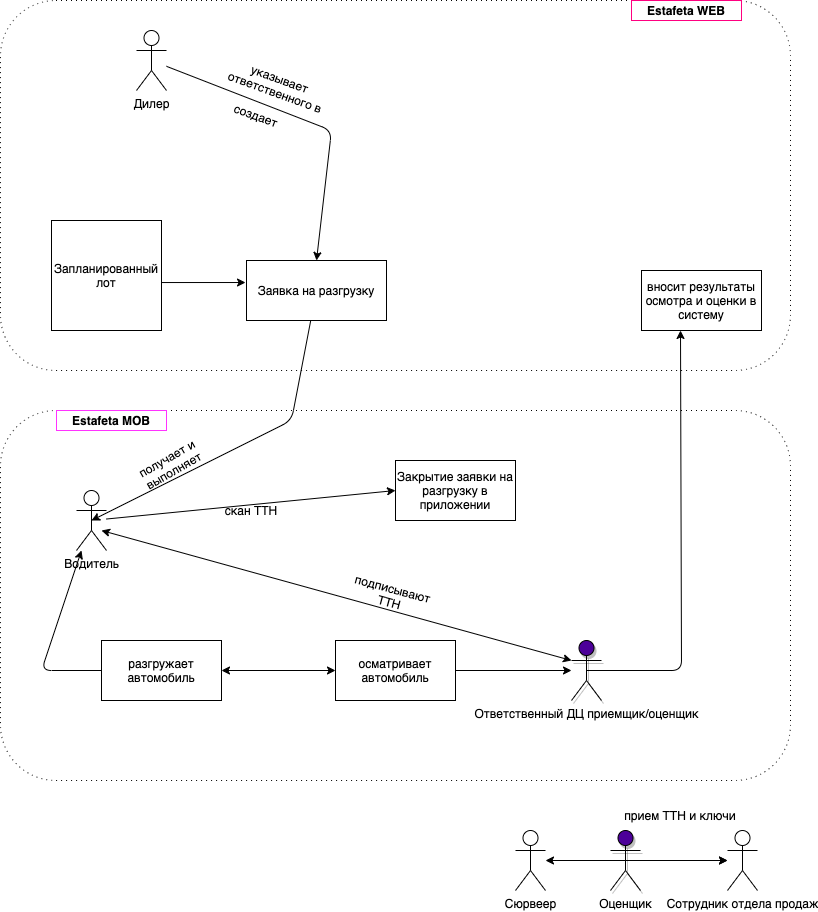 Estafeta WEB
указывает
ответственного в
создает
Дилер
Запланированный
лот
Заявка на разгрузку
вносит результаты
осмотра и оценки в
систему
Estafeta MOB
получает и
выполняет
Закрытие заявки на
разгрузку в
приложении
скан ТТН
Водитель
подписывают
ТТН
разгружает
автомобиль
осматривает
автомобиль
Ответственный ДЦ приемщик/оценщик
прием ТТН и ключи
Сюрвеер
Оценщик
Сотрудник отдела продаж